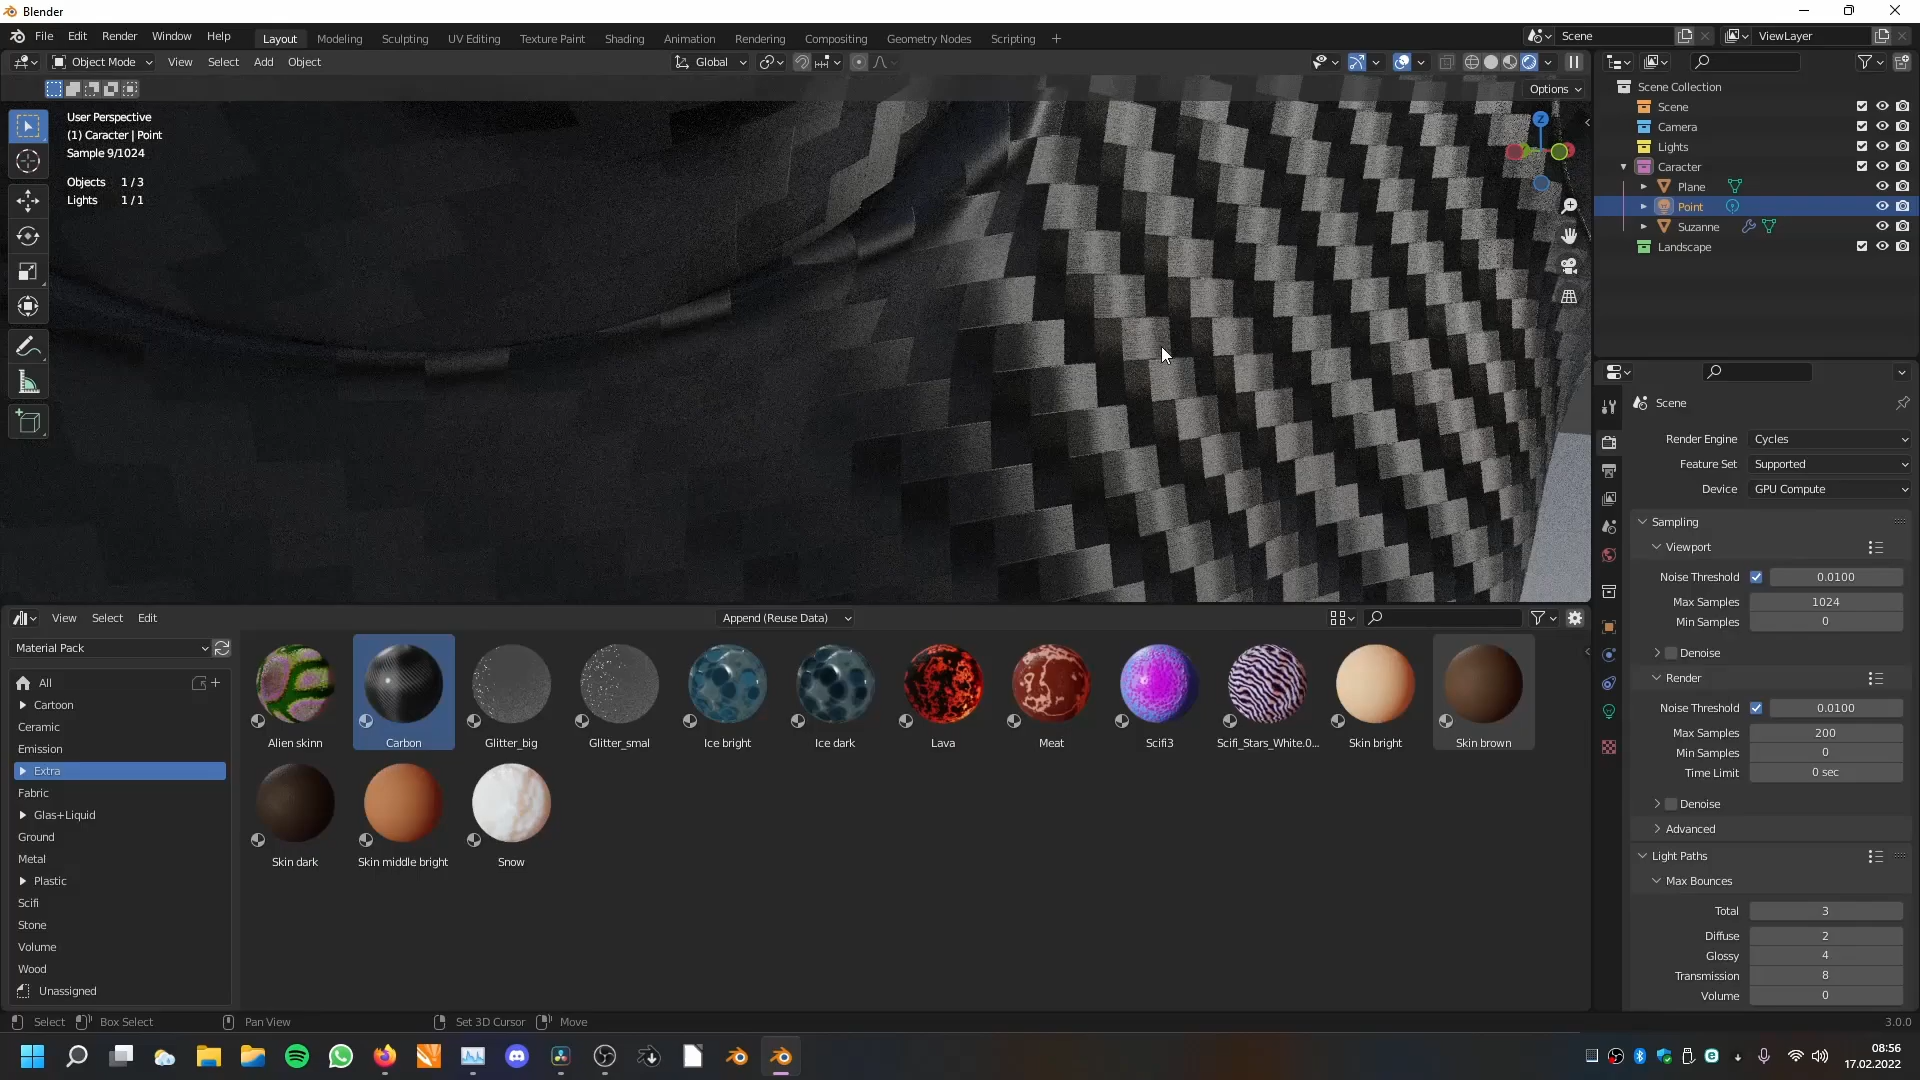 Blender
File Edit Render Window Help
Layout Modeling Sculpting UV Editing Texture Paint Shading Animation Rendering Compositing Geometry Nodes Scripting +
Scene
ViewLayer
Object Mode View Select Add Object
Global
Options
User Perspective
(1) Caracter | Point
Sample 9/1024
Objects 1/3
Lights 1/1
Z
Scene Collection
Scene
Camera
Lights
Caracter
Plane
Point
Suzanne
Landscape
Scene
Render Engine Cycles
Feature Set Supported
Device GPU Compute
Sampling
Viewport
Noise Threshold 0.0100
Max Samples 1024
Min Samples 0
Denoise
Render
Noise Threshold 0.0100
Max Samples 200
Min Samples 0
Time Limit 0 sec
Denoise
Advanced
Light Paths
Max Bounces
Total 3
Diffuse 2
Glossy 4
Transmission 8
Volume 0
View Select Edit
Append (Reuse Data)
Material Pack
All
Cartoon
Ceramic
Emission
Extra
Fabric
Glas+Liquid
Ground
Metal
Plastic
Scifi
Stone
Volume
Wood
Unassigned
Alien skinn
Carbon
Glitter_big
Glitter_smal
Ice bright
Ice dark
Lava
Meat
Scifi3
Scifi_Stars_White.0...
Skin bright
Skin brown
Skin dark
Skin middle bright
Snow
Select Box Select Pan View Set 3D Cursor Move
3.0.0
08:56
17.02.2022